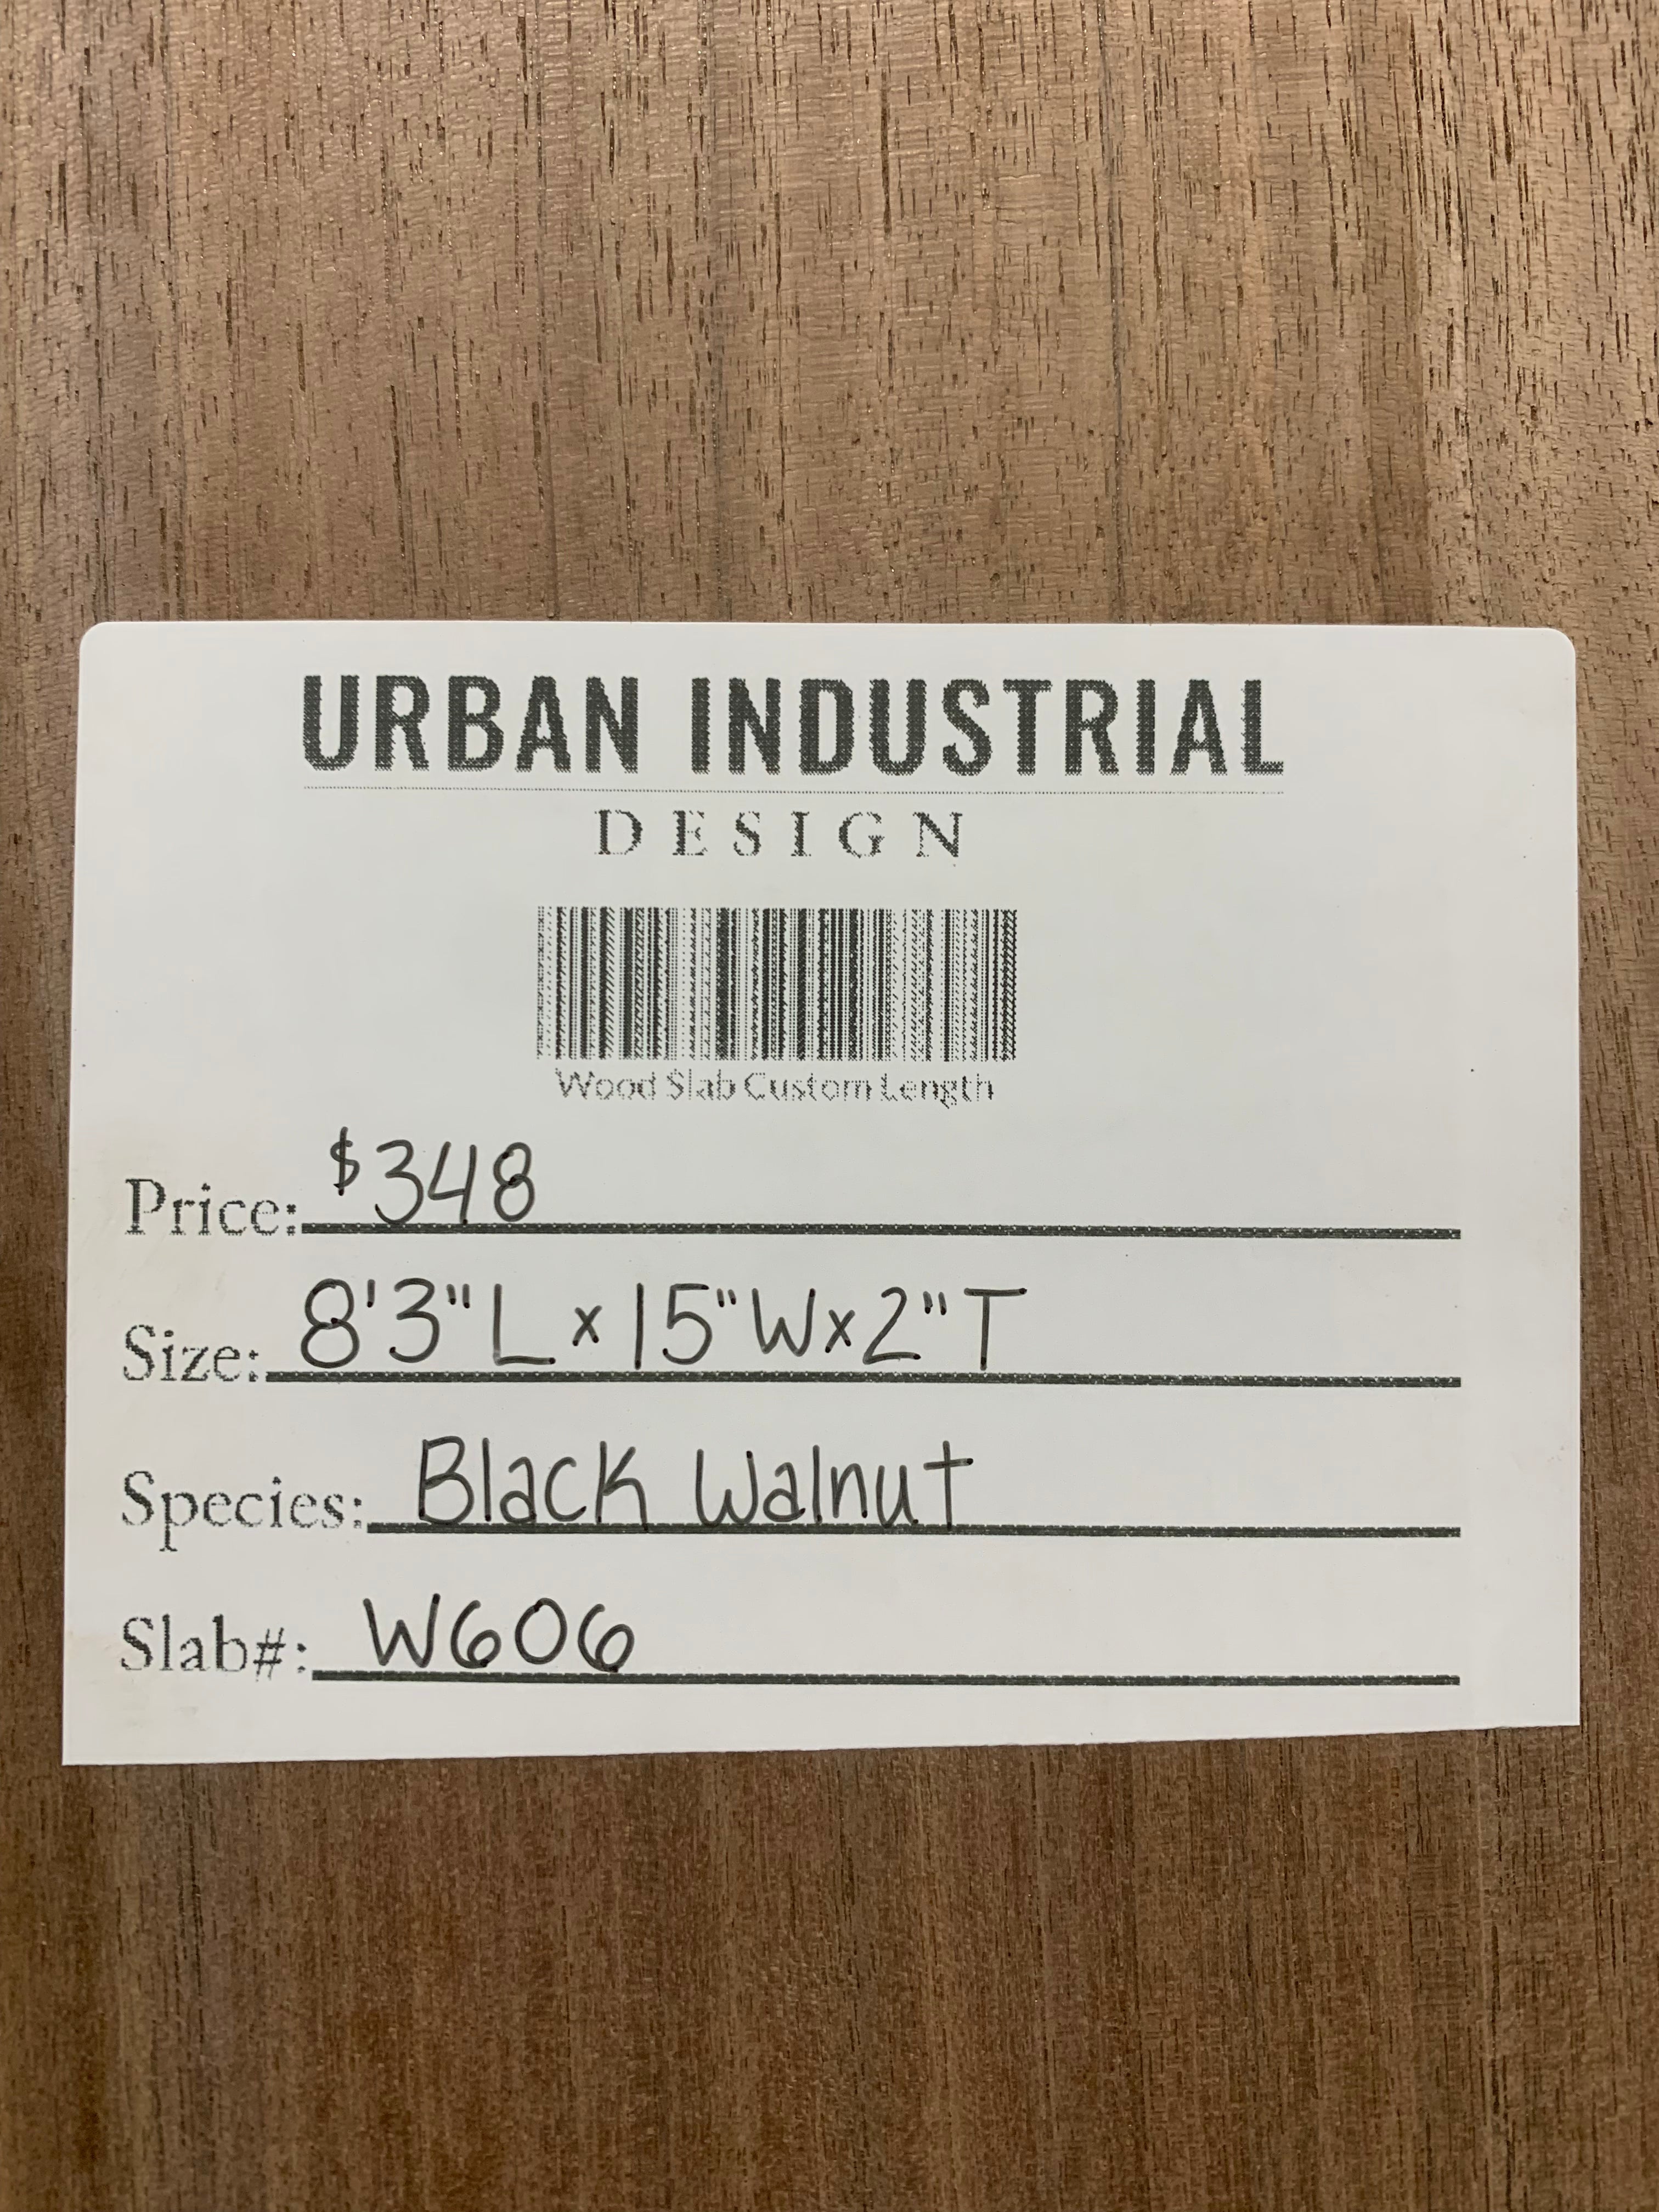 URBAN INDUSTRIAL
DESIGN
Wood Slab Custom Length
Price: $348
Size: 8'3"L x 15"W x 2"T
Species: Black Walnut
Slab#: W606